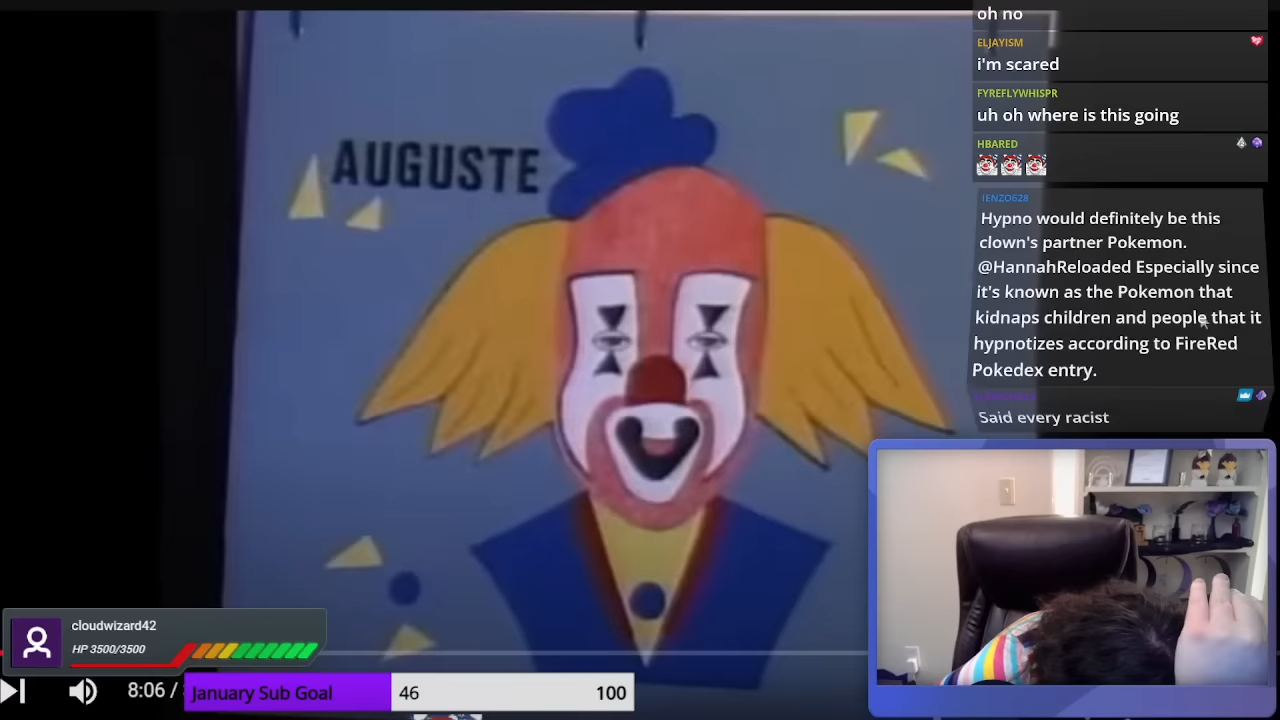 AUGUSTE
oh no
ELJAYISM
i'm scared
FYREFLYWHISPR
uh oh where is this going
HBARED
IENZO628
Hypno would definitely be this
clown's partner Pokemon.
@HannahReloaded Especially since
it's known as the Pokemon that
kidnaps children and people that it
hypnotizes according to FireRed
Pokedex entry.
Said every racist
cloudwizard42
HP 3500/3500
8:06 /
January Sub Goal
46
100